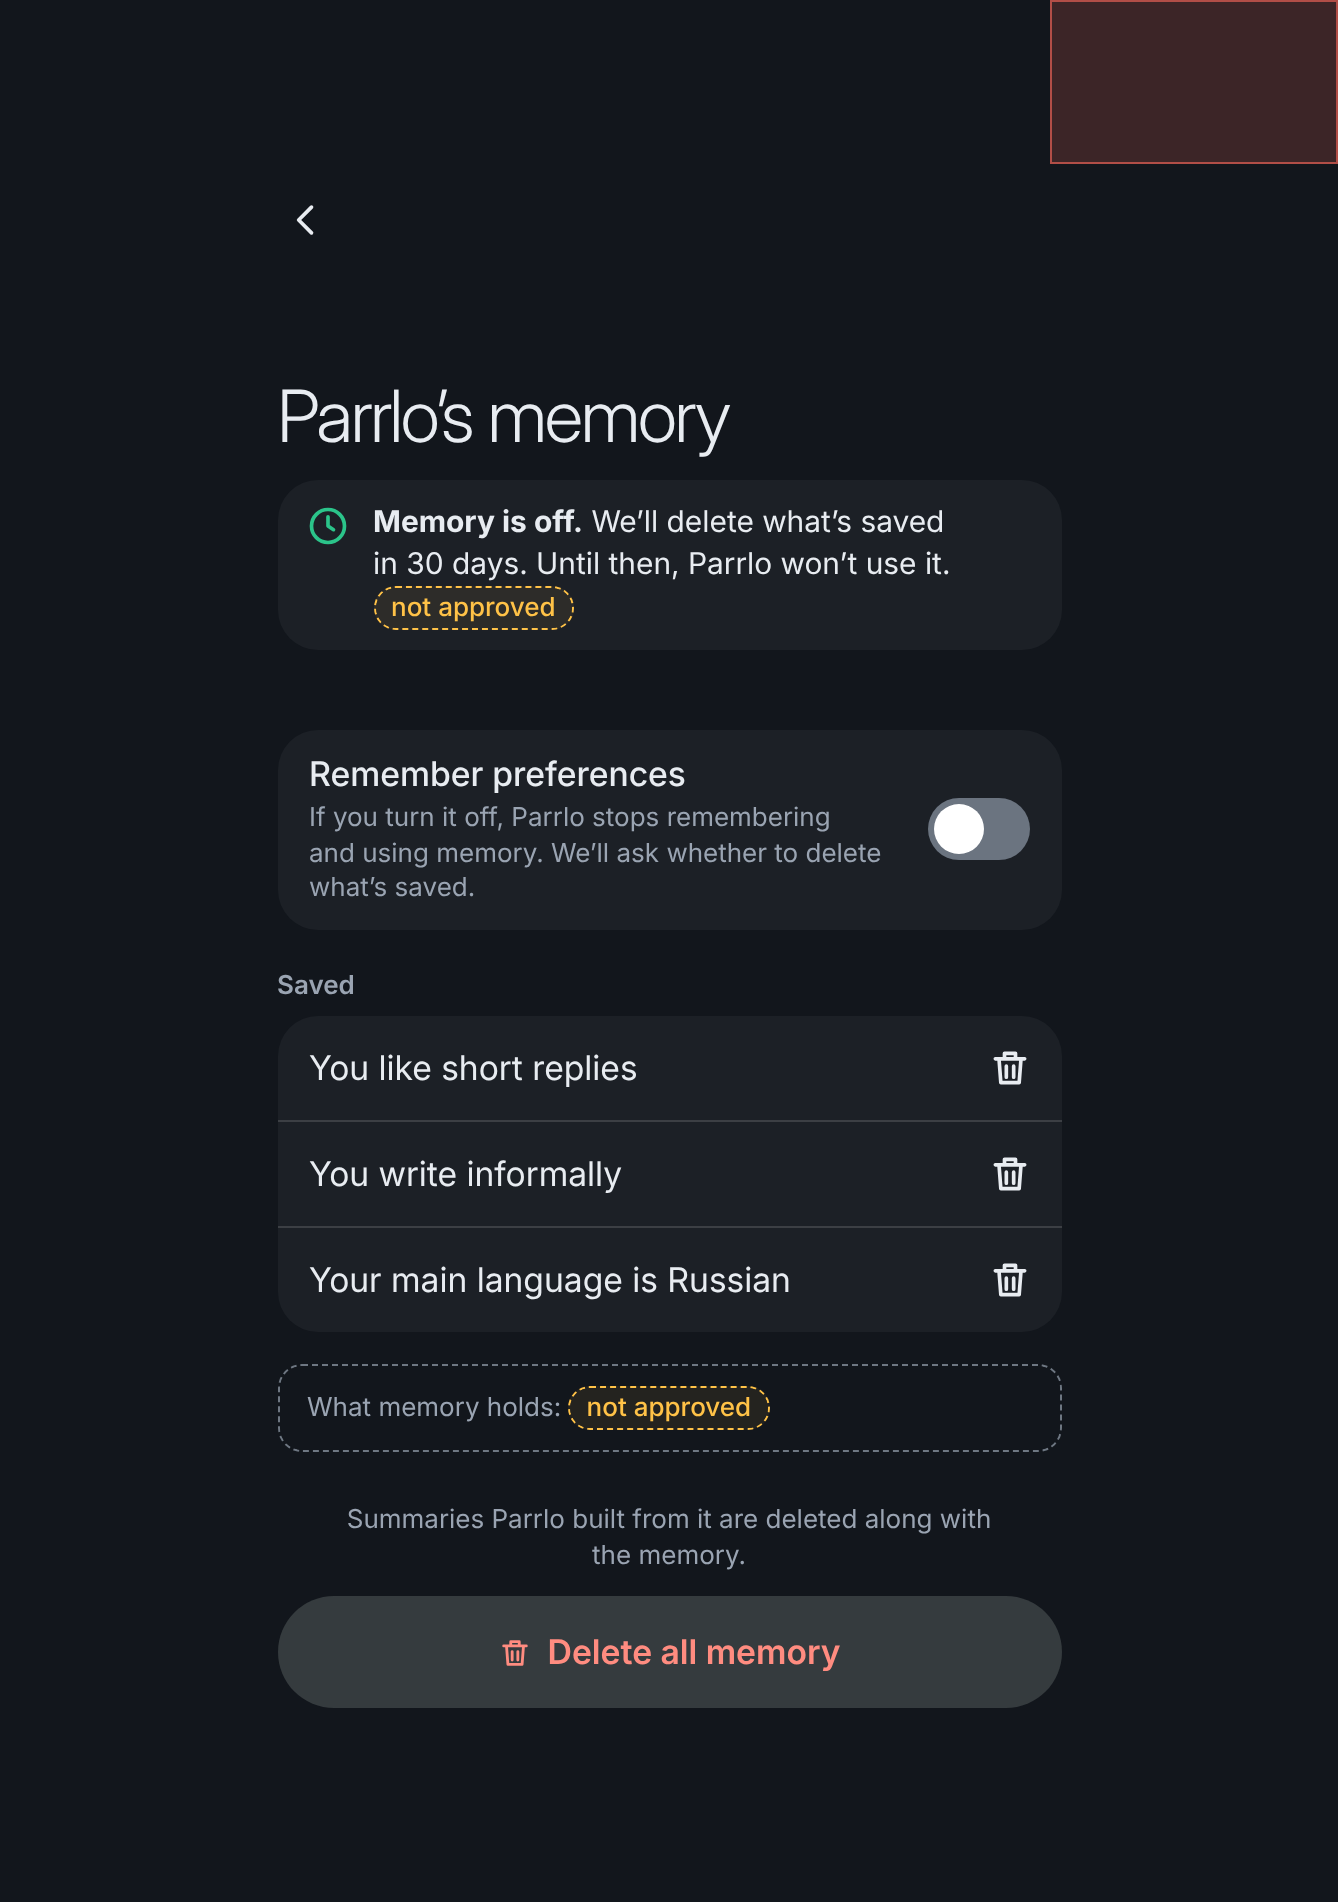 Parrlo’s memory
Memory is off. We’ll delete what’s saved
in 30 days. Until then, Parrlo won’t use it.
not approved
Remember preferences
If you turn it off, Parrlo stops remembering
and using memory. We’ll ask whether to delete
what’s saved.
Saved
You like short replies
You write informally
Your main language is Russian
What memory holds: not approved
Summaries Parrlo built from it are deleted along with
the memory.
Delete all memory